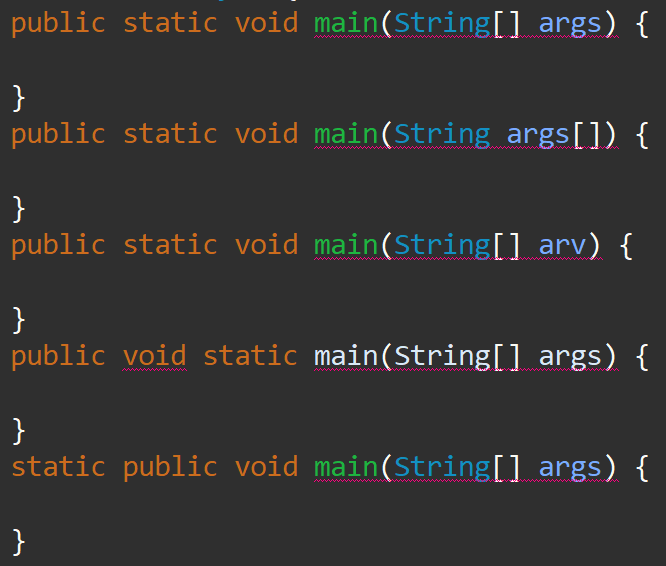 public static void main(String[] args) {
}
public static void main(String args[]) {
}
public static void main(String[] arv) {
}
public void static main(String[] args) {
}
static public void main(String[] args) {
}